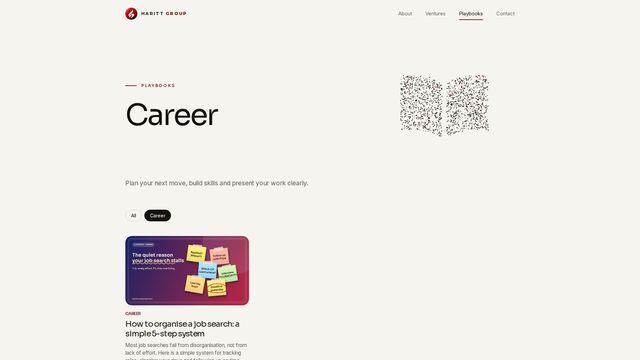 HARITT GROUP
About
Ventures
Playbooks
Contact
PLAYBOOKS
Career
Plan your next move, build skills and present your work clearly.
All
Career
The quiet reason
your job search stalls
CAREER
How to organise a job search: a
simple 5-step system
Most job searches fail from disorganisation, not from
lack of effort. Here is a simple system for tracking